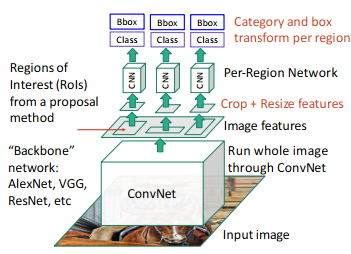 Bbox Bbox Bbox
Class Class Class
Category and box
transform per region
CNN CNN CNN
Per-Region Network
Regions of
Interest (RoIs)
from a proposal
method
Crop + Resize features
Image features
“Backbone”
network:
AlexNet, VGG,
ResNet, etc
Run whole image
through ConvNet
ConvNet
Input image